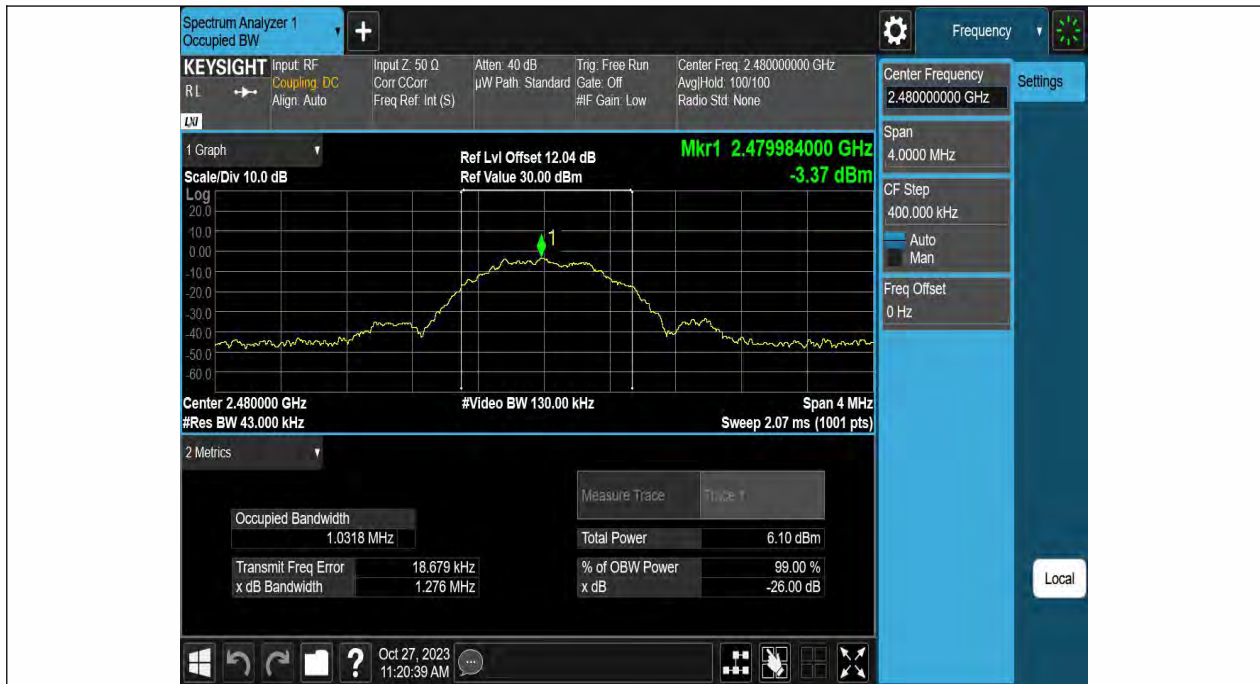 Spectrum Analyzer 1
Occupied BW
+
Frequency
KEYSIGHT
RL
LXI
Input: RF
Coupling: DC
Align: Auto
Input Z: 50 Ω
Corr CCorr
Freq Ref: Int (S)
Atten: 40 dB
µW Path: Standard
Trig: Free Run
Gate: Off
#IF Gain: Low
Center Freq: 2.480000000 GHz
Avg|Hold: 100/100
Radio Std: None
Center Frequency
2.480000000 GHz
Settings
Span
4.0000 MHz
CF Step
400.000 kHz
Auto
Man
Freq Offset
0 Hz
Local
1 Graph
Scale/Div 10.0 dB
Ref Lvl Offset 12.04 dB
Ref Value 30.00 dBm
Mkr1 2.479984000 GHz
-3.37 dBm
Log
20.0
10.0
0.00
-10.0
-20.0
-30.0
-40.0
-50.0
-60.0
1
Center 2.480000 GHz
#Video BW 130.00 kHz
Span 4 MHz
#Res BW 43.000 kHz
Sweep 2.07 ms (1001 pts)
2 Metrics
Measure Trace
Trace 1
Occupied Bandwidth
1.0318 MHz
Total Power 6.10 dBm
Transmit Freq Error 18.679 kHz
% of OBW Power 99.00 %
x dB Bandwidth 1.276 MHz
x dB -26.00 dB
?
Oct 27, 2023
11:20:39 AM